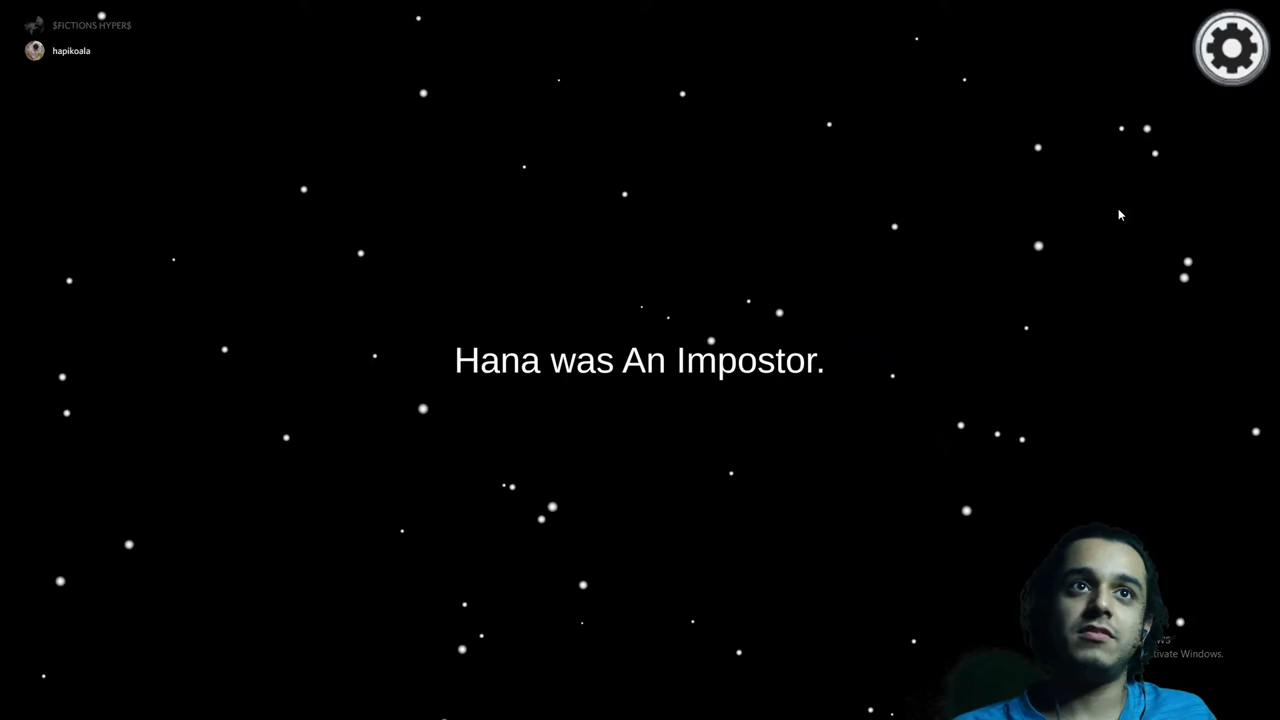 $FICTIONS HYPER$
hapikoala
Hana was An Impostor.
tivate Windows.